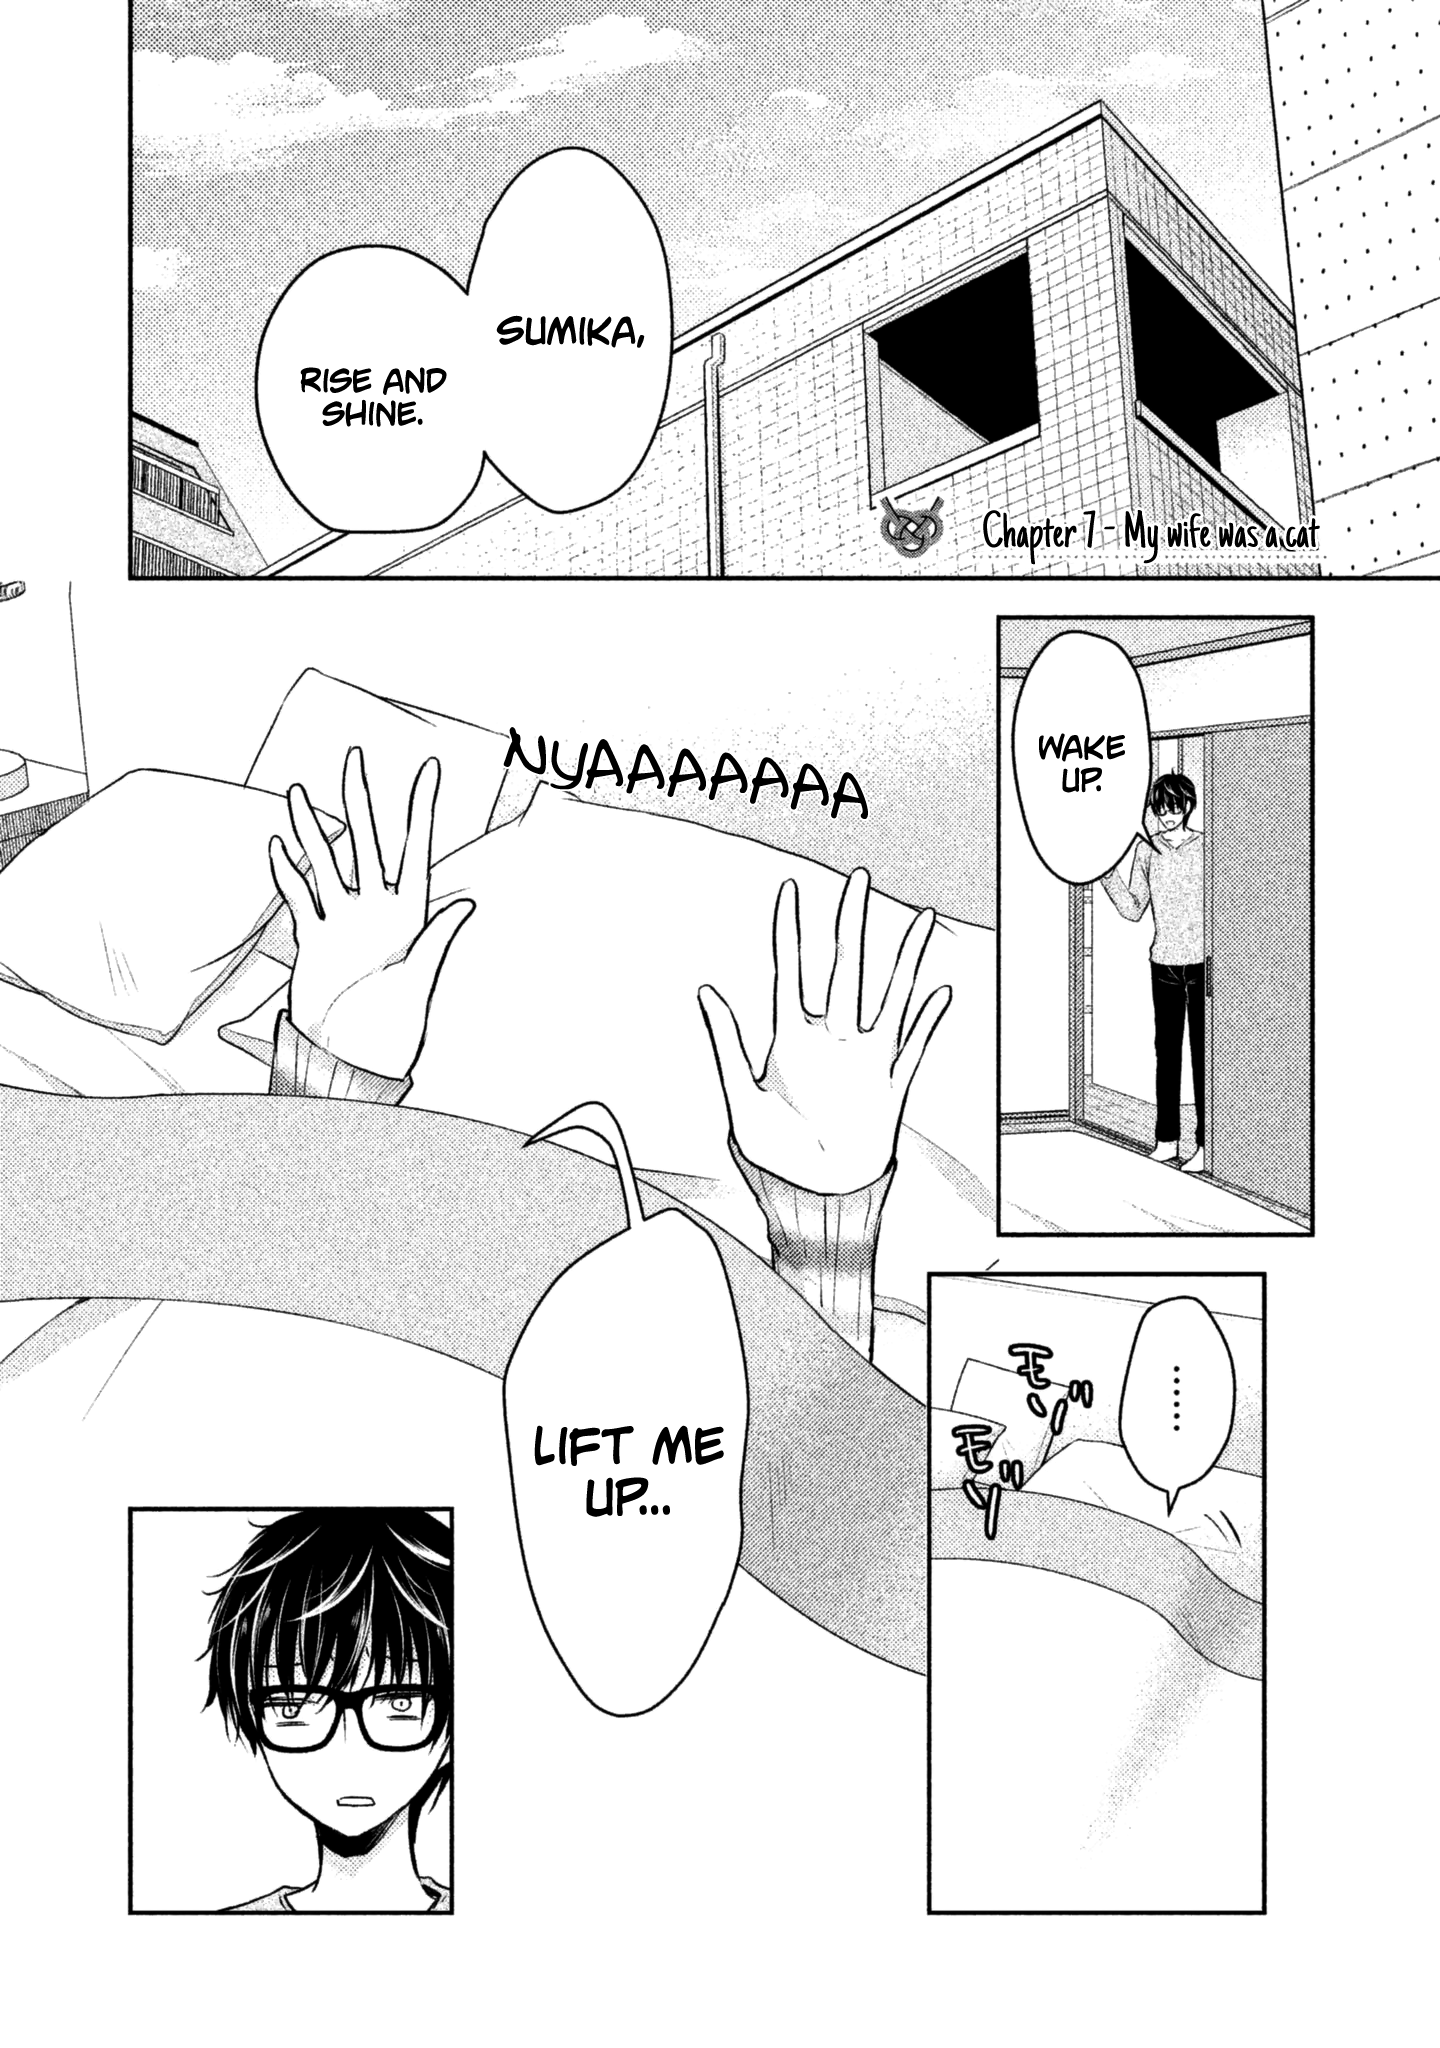 SUMIKA,
RISE AND
SHINE.
Chapter 7 - My wife was a cat
WAKE
UP.
......
モゾ
モゾ
NYAAAAAAA
LIFT ME
UP...